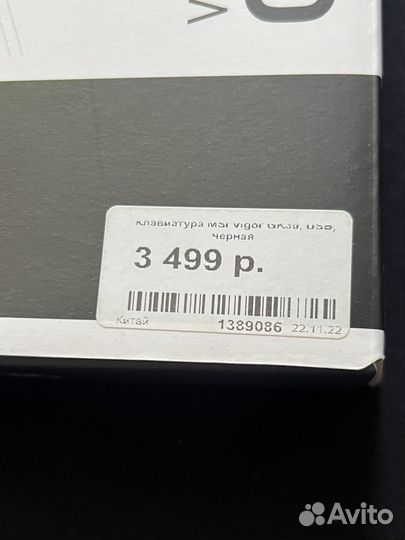 V
Клавиатура MSI Vigor GK30, USB,
черная
3 499 р.
Китай 1389086 22.11.22
Avito